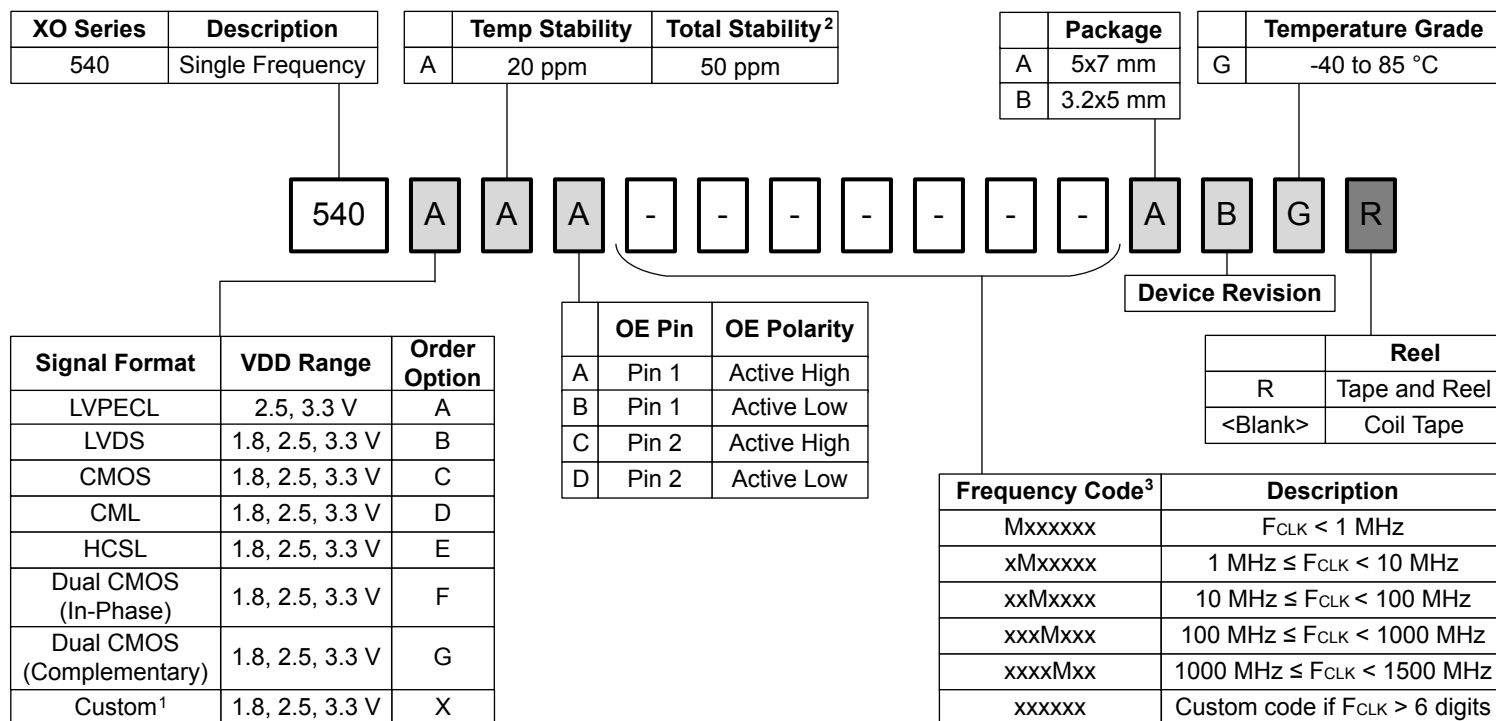 XO Series Description
540 Single Frequency
Temp Stability Total Stability2
A 20 ppm 50 ppm
Package
A 5x7 mm
B 3.2x5 mm
Temperature Grade
G -40 to 85 °C
540 A A A - - - - - - - A B G R
Device Revision
Signal Format VDD Range Order Option
LVPECL 2.5, 3.3 V A
LVDS 1.8, 2.5, 3.3 V B
CMOS 1.8, 2.5, 3.3 V C
CML 1.8, 2.5, 3.3 V D
HCSL 1.8, 2.5, 3.3 V E
Dual CMOS
(In-Phase) 1.8, 2.5, 3.3 V F
Dual CMOS
(Complementary) 1.8, 2.5, 3.3 V G
Custom1 1.8, 2.5, 3.3 V X
OE Pin OE Polarity
A Pin 1 Active High
B Pin 1 Active Low
C Pin 2 Active High
D Pin 2 Active Low
Reel
R Tape and Reel
<Blank> Coil Tape
Frequency Code3 Description
Mxxxxxx FCLK < 1 MHz
xMxxxxx 1 MHz ≤ FCLK < 10 MHz
xxMxxxx 10 MHz ≤ FCLK < 100 MHz
xxxMxxx 100 MHz ≤ FCLK < 1000 MHz
xxxxMxx 1000 MHz ≤ FCLK < 1500 MHz
xxxxxx Custom code if FCLK > 6 digits